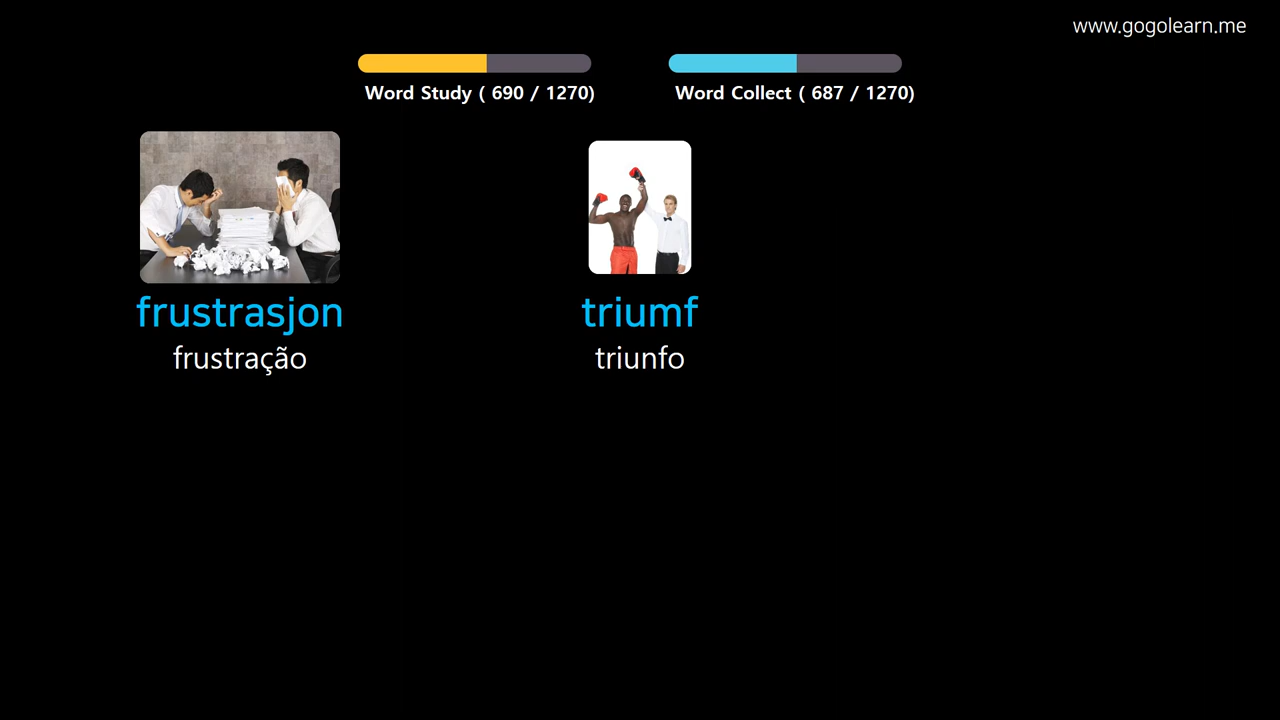 www.gogolearn.me
Word Study ( 690 / 1270)
Word Collect ( 687 / 1270)
frustrasjon
triumf
frustração
triunfo